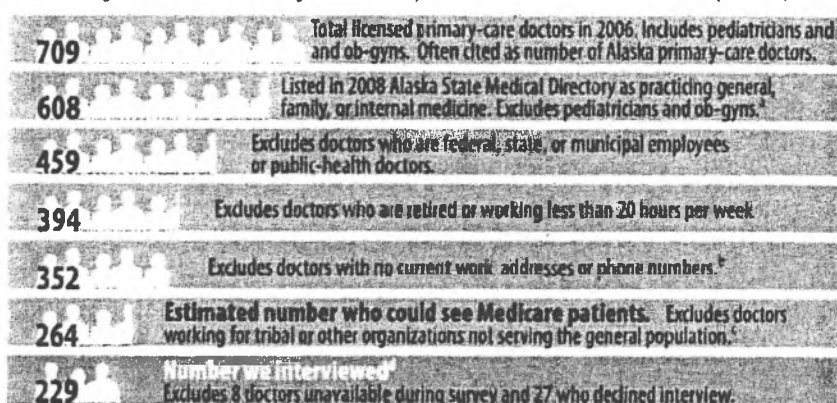 709 Total licensed primary-care doctors in 2006. Includes pediatricians and
and ob-gyns. Often cited as number of Alaska primary-care doctors.
608 Listed in 2008 Alaska State Medical Directory as practicing general,
family, or internal medicine. Excludes pediatricians and ob-gyns.ª
459 Excludes doctors who are federal, state, or municipal employees
or public-health doctors.
394 Excludes doctors who are retired or working less than 20 hours per week
352 Excludes doctors with no current work addresses or phone numbers.ᵇ
264 Estimated number who could see Medicare patients. Excludes doctors
working for tribal or other organizations not serving the general population.ᶜ
229 Number we interviewedᵈ
Excludes 8 doctors unavailable during survey and 27 who declined interview.